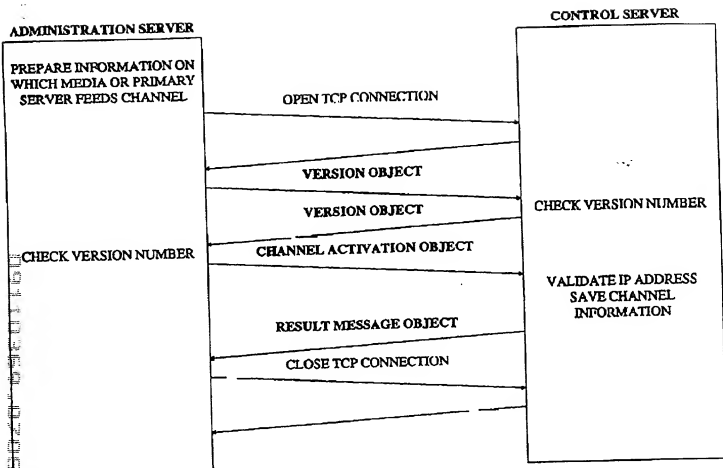 ADMINISTRATION SERVER
CONTROL SERVER
PREPARE INFORMATION ON
WHICH MEDIA OR PRIMARY
SERVER FEEDS CHANNEL
OPEN TCP CONNECTION
VERSION OBJECT
VERSION OBJECT
CHECK VERSION NUMBER
CHECK VERSION NUMBER
CHANNEL ACTIVATION OBJECT
VALIDATE IP ADDRESS
SAVE CHANNEL
INFORMATION
RESULT MESSAGE OBJECT
CLOSE TCP CONNECTION